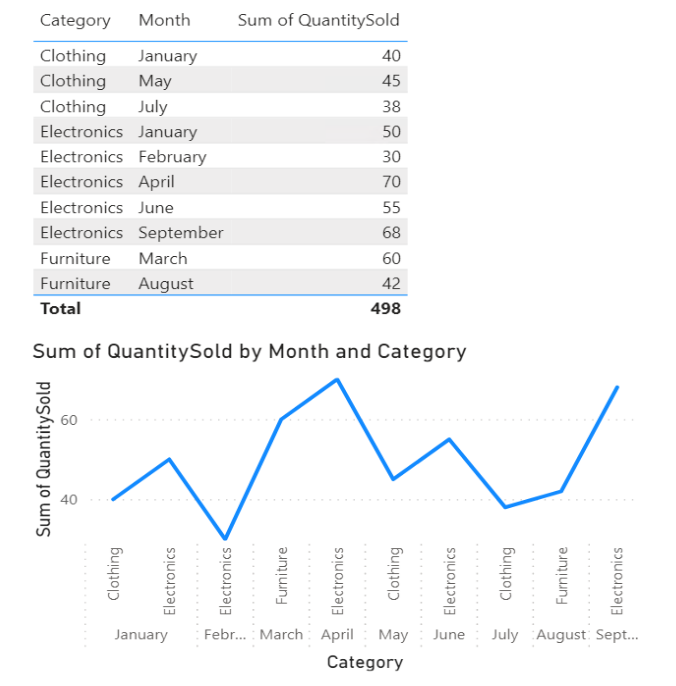 Category Month Sum of QuantitySold
Clothing January 40
Clothing May 45
Clothing July 38
Electronics January 50
Electronics February 30
Electronics April 70
Electronics June 55
Electronics September 68
Furniture March 60
Furniture August 42
Total 498
Sum of QuantitySold by Month and Category
Sum of QuantitySold
60
40
Clothing Electronics Electronics Furniture Electronics Clothing Electronics Clothing Furniture Electronics
January Febr... March April May June July August Sept...
Category